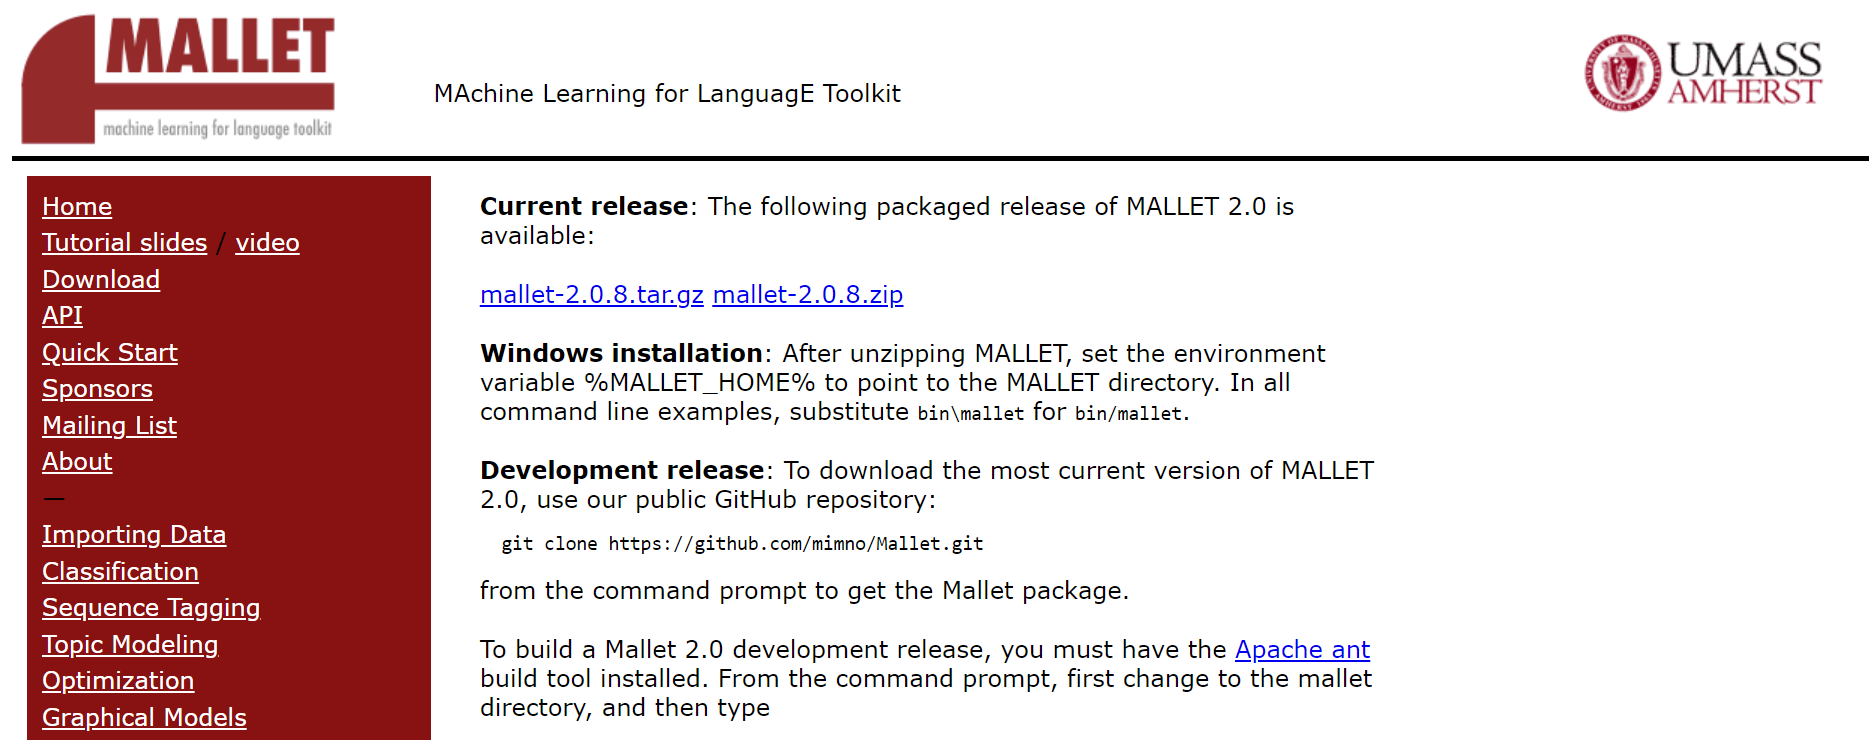 MALLET
machine learning for language toolkit
MAchine Learning for LanguagE Toolkit
UMASS
AMHERST
Home
Tutorial slides / video
Download
API
Quick Start
Sponsors
Mailing List
About
—
Importing Data
Classification
Sequence Tagging
Topic Modeling
Optimization
Graphical Models
Current release: The following packaged release of MALLET 2.0 is
available:
mallet-2.0.8.tar.gz mallet-2.0.8.zip
Windows installation: After unzipping MALLET, set the environment
variable %MALLET_HOME% to point to the MALLET directory. In all
command line examples, substitute bin\mallet for bin/mallet.
Development release: To download the most current version of MALLET
2.0, use our public GitHub repository:
git clone https://github.com/mimno/Mallet.git
from the command prompt to get the Mallet package.
To build a Mallet 2.0 development release, you must have the Apache ant
build tool installed. From the command prompt, first change to the mallet
directory, and then type